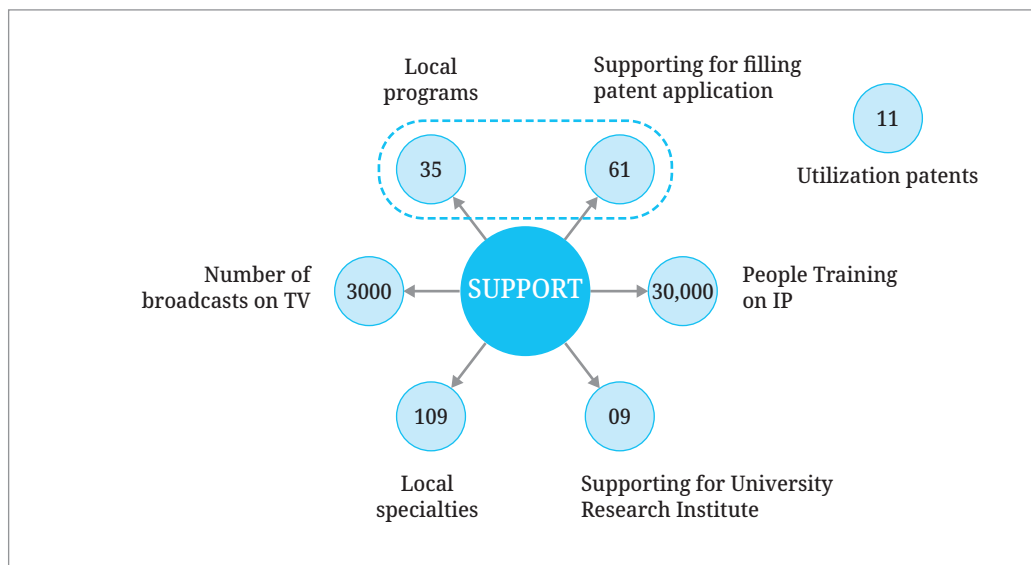 Local
programs
Supporting for filling
patent application
35
61
11
Utilization patents
Number of
broadcasts on TV
3000
SUPPORT
30,000
People Training
on IP
109
09
Local
specialties
Supporting for University
Research Institute